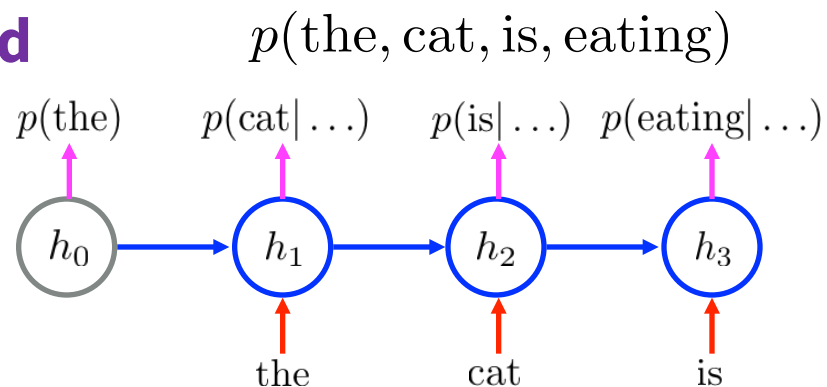 d p(the, cat, is, eating)
p(the) p(cat| . . .) p(is| . . .) p(eating| . . .)
h₀ h₁ h₂ h₃
the cat is